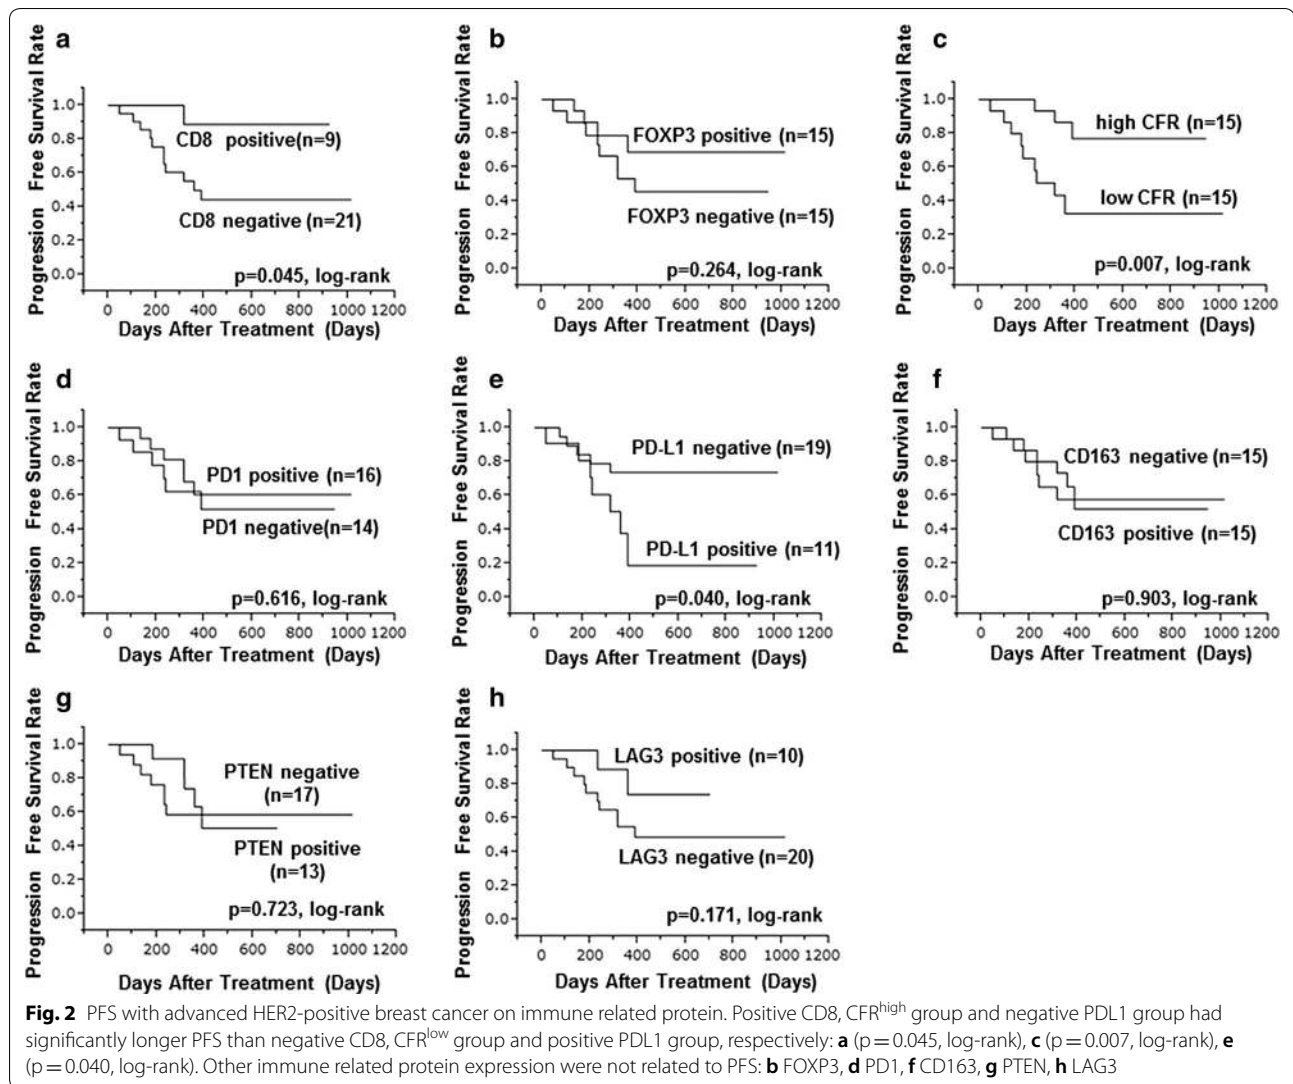 a
Progression Free Survival Rate
1.0
0.8
0.6
0.4
0.2
0.0
CD8 positive(n=9)
CD8 negative (n=21)
p=0.045, log-rank
0 200 400 600 800 1000 1200
Days After Treatment (Days)
b
Progression Free Survival Rate
1.0
0.8
0.6
0.4
0.2
0.0
FOXP3 positive (n=15)
FOXP3 negative (n=15)
p=0.264, log-rank
0 200 400 600 800 1000 1200
Days After Treatment (Days)
c
Progression Free Survival Rate
1.0
0.8
0.6
0.4
0.2
0.0
high CFR (n=15)
low CFR (n=15)
p=0.007, log-rank
0 200 400 600 800 1000 1200
Days After Treatment (Days)
d
Progression Free Survival Rate
1.0
0.8
0.6
0.4
0.2
0.0
PD1 positive (n=16)
PD1 negative(n=14)
p=0.616, log-rank
0 200 400 600 800 1000 1200
Days After Treatment (Days)
e
Progression Free Survival Rate
1.0
0.8
0.6
0.4
0.2
0.0
PD-L1 negative (n=19)
PD-L1 positive (n=11)
p=0.040, log-rank
0 200 400 600 800 1000 1200
Days After Treatment (Days)
f
Progression Free Survival Rate
1.0
0.8
0.6
0.4
0.2
0.0
CD163 negative (n=15)
CD163 positive (n=15)
p=0.903, log-rank
0 200 400 600 800 1000 1200
Days After Treatment (Days)
g
Progression Free Survival Rate
1.0
0.8
0.6
0.4
0.2
0.0
PTEN negative
(n=17)
PTEN positive
(n=13)
p=0.723, log-rank
0 200 400 600 800 1000 1200
Days After Treatment (Days)
h
Progression Free Survival Rate
1.0
0.8
0.6
0.4
0.2
0.0
LAG3 positive (n=10)
LAG3 negative (n=20)
p=0.171, log-rank
0 200 400 600 800 1000 1200
Days After Treatment (Days)
Fig. 2 PFS with advanced HER2-positive breast cancer on immune related protein. Positive CD8, CFRhigh group and negative PDL1 group had
significantly longer PFS than negative CD8, CFRlow group and positive PDL1 group, respectively: a (p = 0.045, log-rank), c (p = 0.007, log-rank), e
(p = 0.040, log-rank). Other immune related protein expression were not related to PFS: b FOXP3, d PD1, f CD163, g PTEN, h LAG3